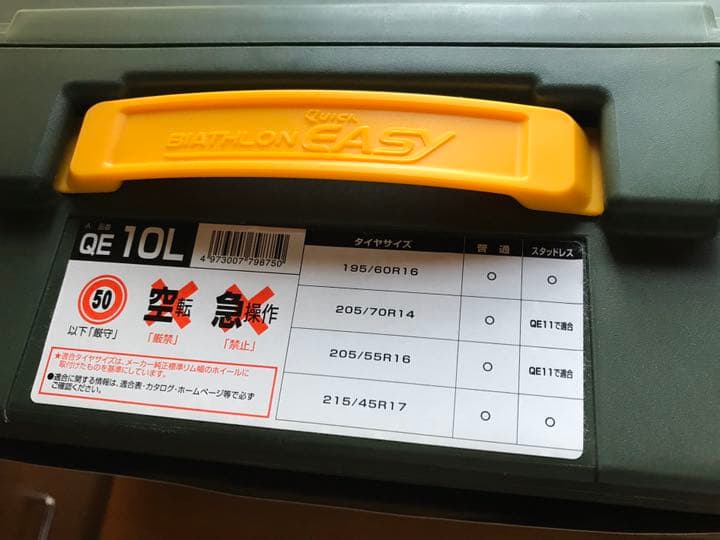 Quick
BIATHLON EASY
A 品番
QE 10L
4 973007 798750
50
以下「厳守」
空転
「厳禁」
急操作
「禁止」
★適合タイヤサイズは、メーカー純正標準リム幅のホイールに
取付けたものを基準にしています。
●適合に関する情報は、適合表・カタログ・ホームページ等で必ず
ご確認ください。
タイヤサイズ 普通 スタッドレス
195/60R16 ○ ○
205/70R14 ○ QE11で適合
205/55R16 ○ QE11で適合
215/45R17 ○ ○